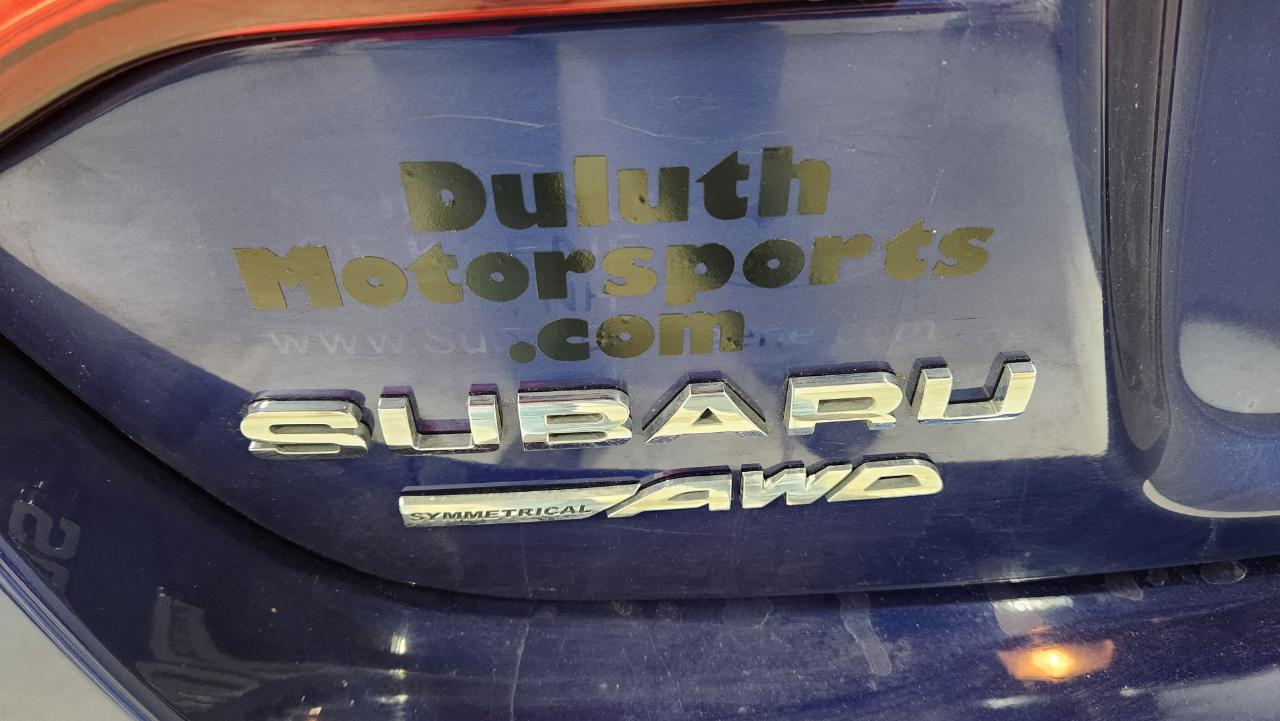 Duluth
Motorsports
.com
SUBARU
SYMMETRICAL AWD